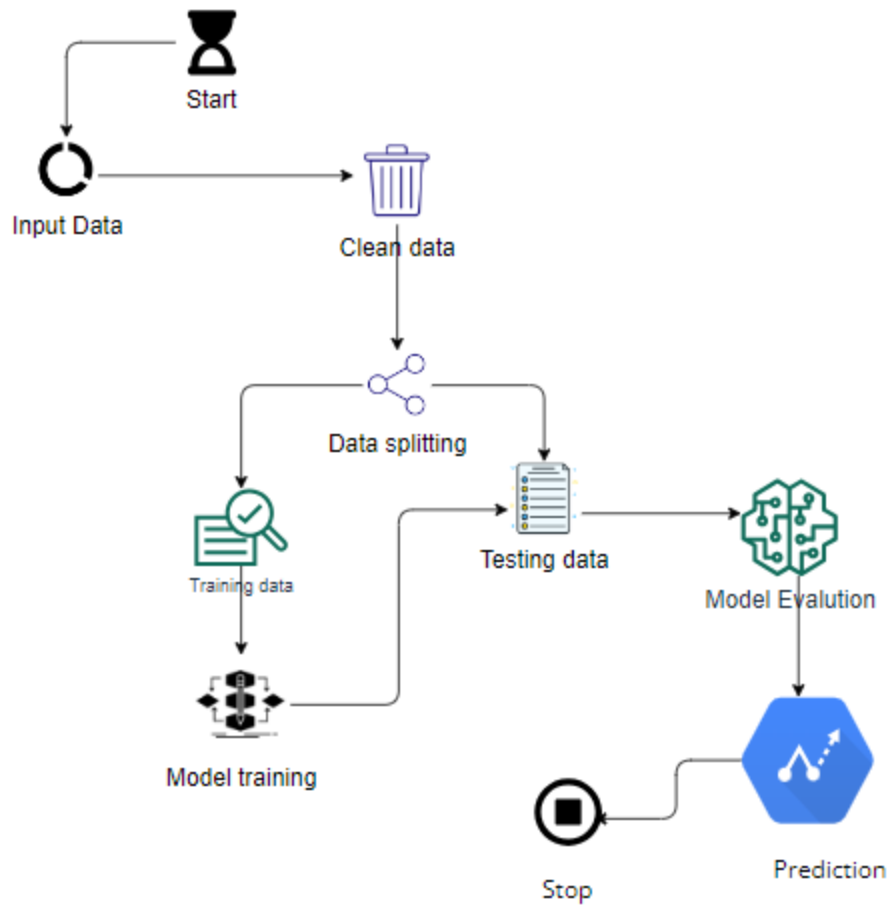 Start
Input Data
Clean data
Data splitting
Testing data
Training data
Model Evalution
Model training
Prediction
Stop